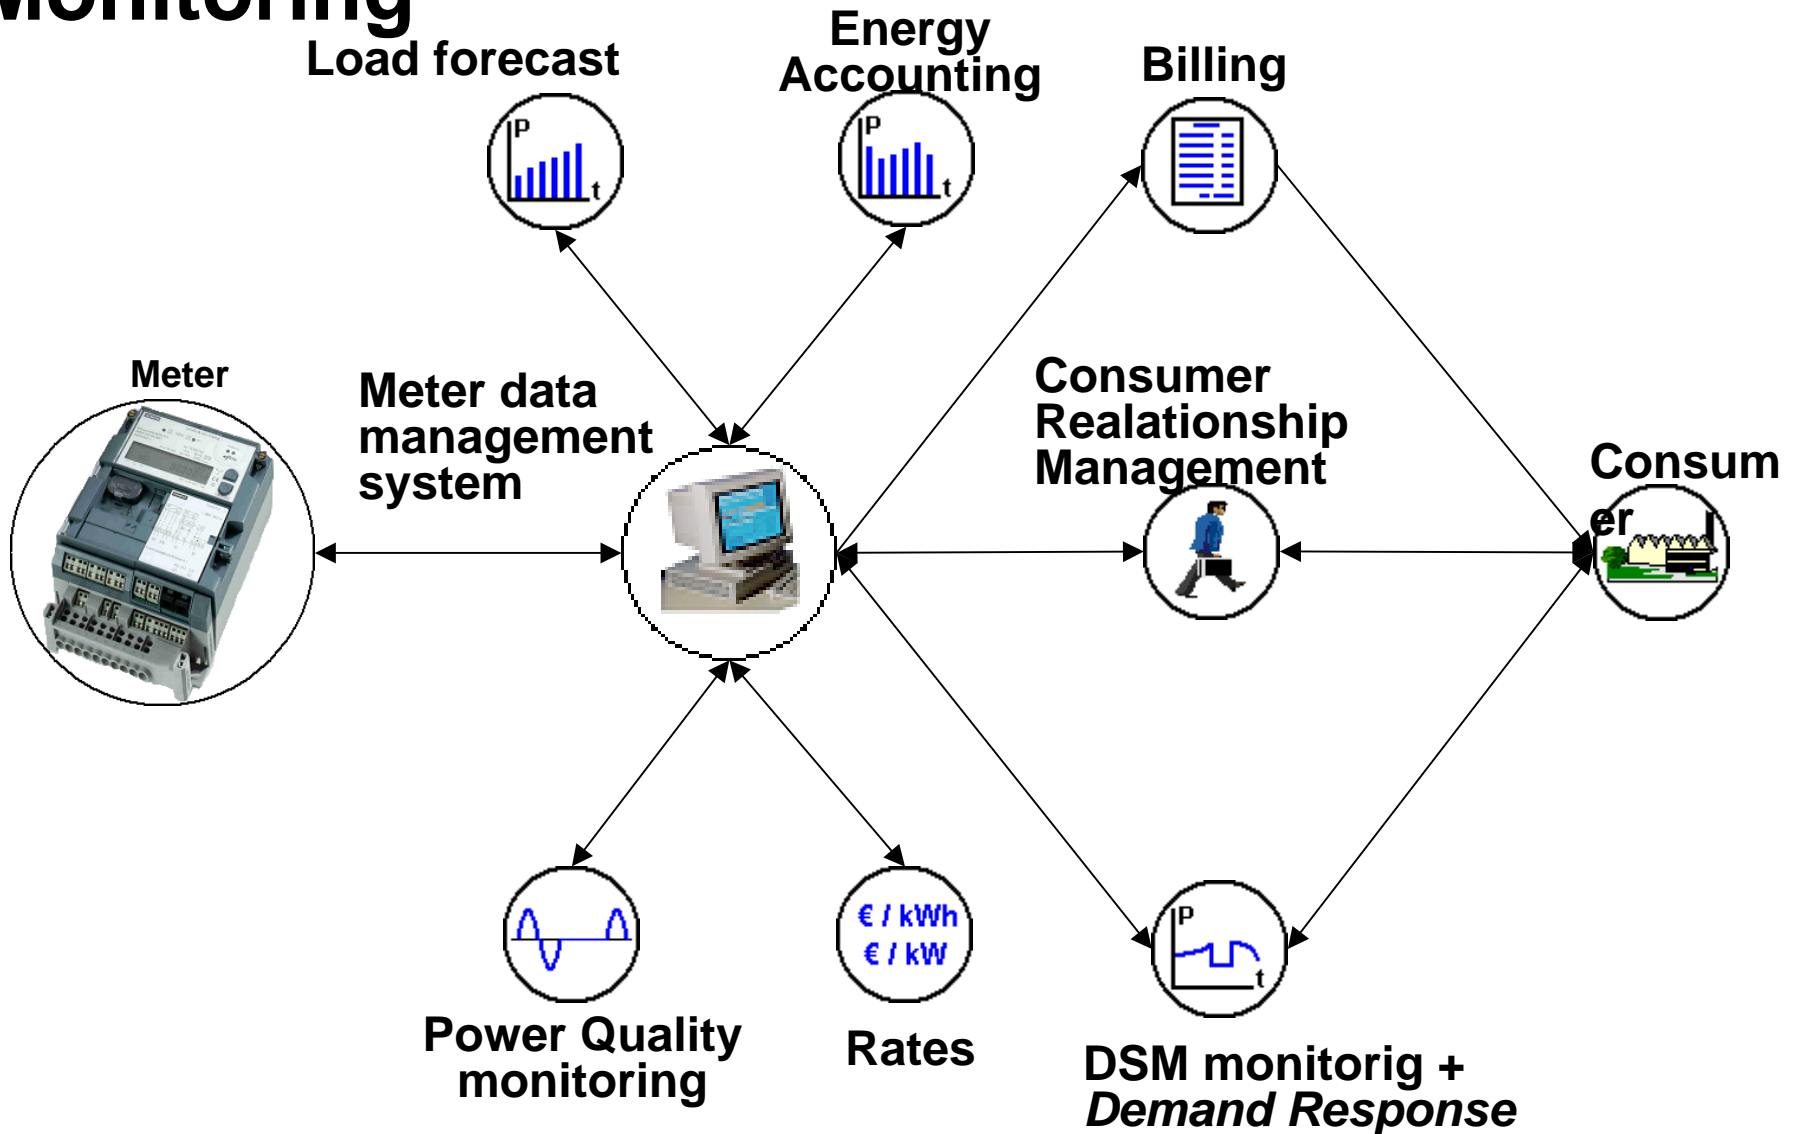 Monitoring
Load forecast
Energy
Accounting
Billing
P
t
P
t
Meter
Meter data
management
system
Consumer
Realationship
Management
Consum
er
€ / kWh
€ / kW
P
t
Power Quality
monitoring
Rates
DSM monitorig +
Demand Response